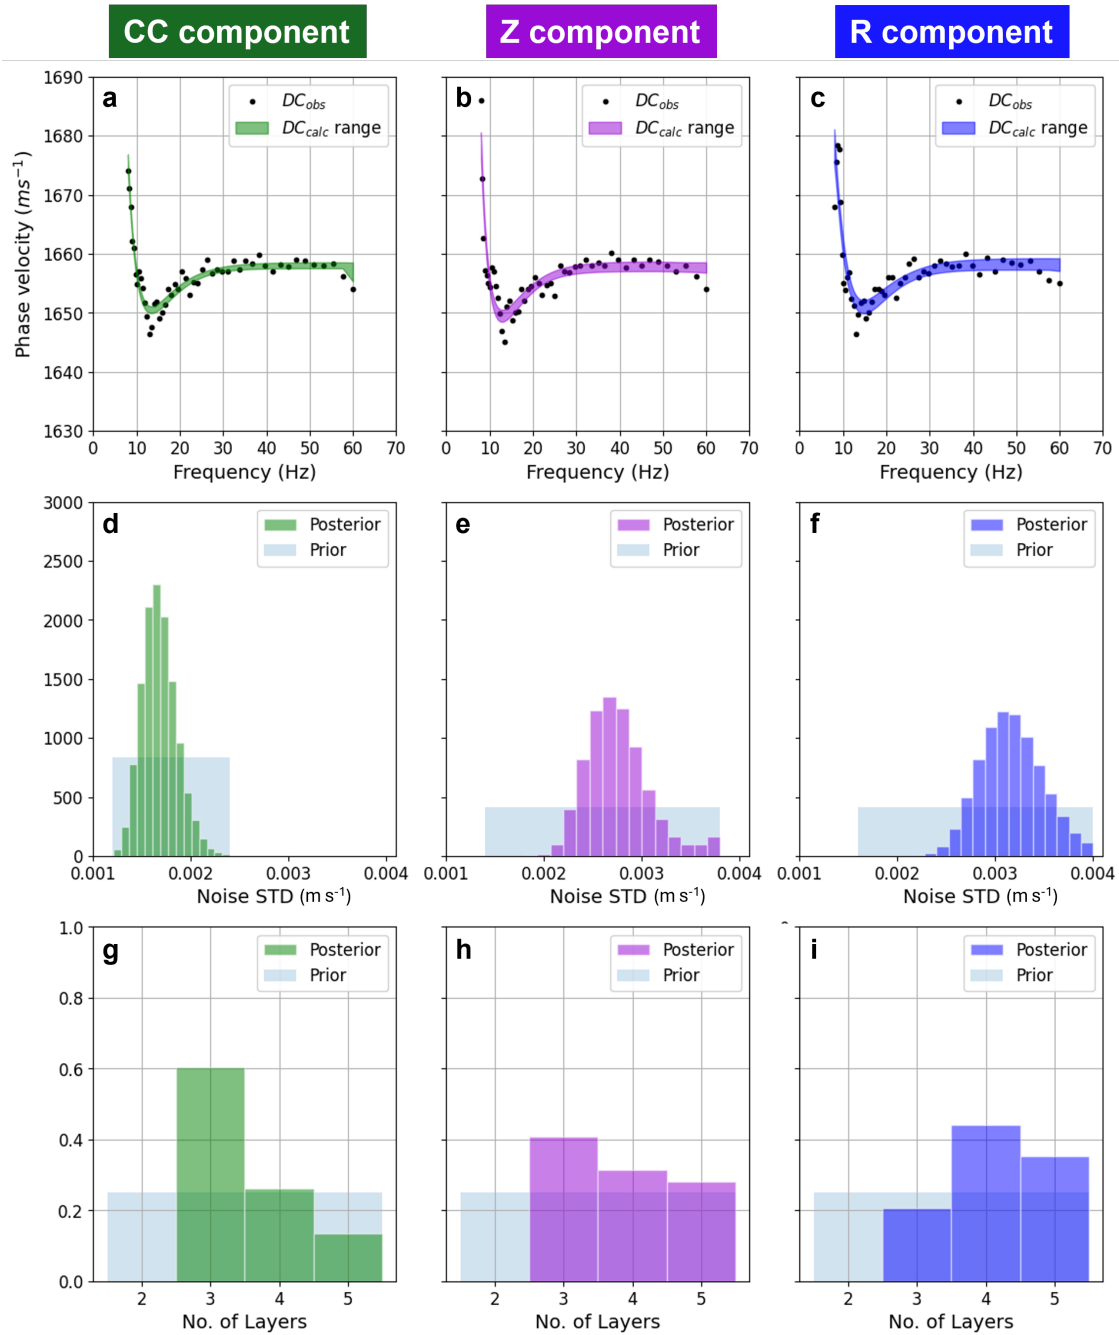 CC component
Z component
R component
a
b
c
DC_obs
DC_calc range
DC_obs
DC_calc range
DC_obs
DC_calc range
Phase velocity (ms⁻¹)
1690
1680
1670
1660
1650
1640
1630
0 10 20 30 40 50 60 70
0 10 20 30 40 50 60 70
0 10 20 30 40 50 60 70
Frequency (Hz)
Frequency (Hz)
Frequency (Hz)
d
e
f
Posterior
Prior
Posterior
Prior
Posterior
Prior
3000
2500
2000
1500
1000
500
0
0.001 0.002 0.003 0.004
0.001 0.002 0.003 0.004
0.001 0.002 0.003 0.004
Noise STD (m s⁻¹)
Noise STD (m s⁻¹)
Noise STD (m s⁻¹)
g
h
i
Posterior
Prior
Posterior
Prior
Posterior
Prior
1.0
0.8
0.6
0.4
0.2
0.0
2 3 4 5
2 3 4 5
2 3 4 5
No. of Layers
No. of Layers
No. of Layers